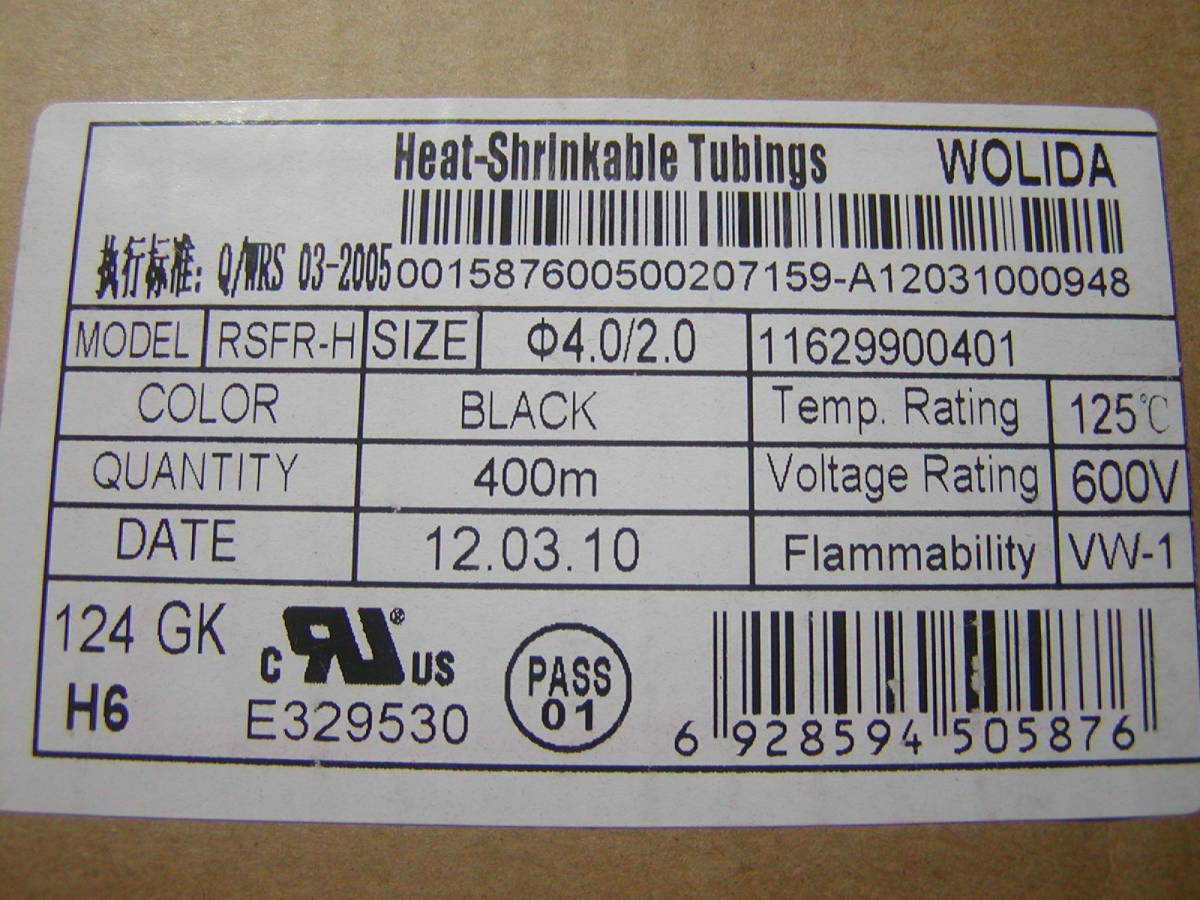 Heat-Shrinkable Tubings WOLIDA
执行标准: Q/WRS 03-2005 001587600500207159-A12031000948
MODEL RSFR-H SIZE Φ4.0/2.0 11629900401
COLOR BLACK Temp. Rating 125℃
QUANTITY 400m Voltage Rating 600V
DATE 12.03.10 Flammability VW-1
124 GK
H6
c RU ® US
E329530
PASS
01
6 928594 505876